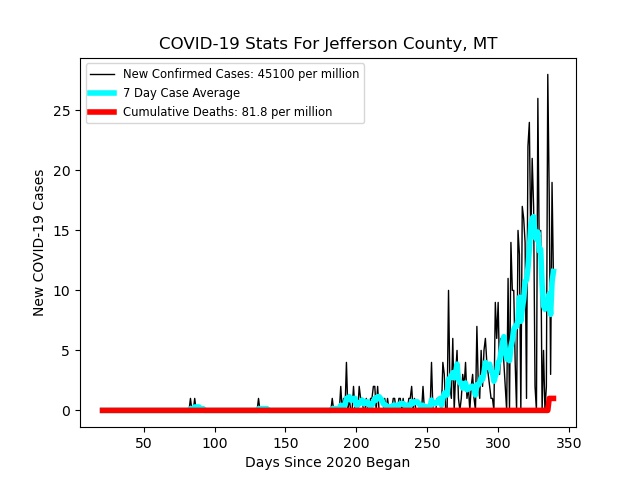 COVID-19 Stats For Jefferson County, MT
New Confirmed Cases: 45100 per million
7 Day Case Average
Cumulative Deaths: 81.8 per million
New COVID-19 Cases
25
20
15
10
5
0
50 100 150 200 250 300 350
Days Since 2020 Began